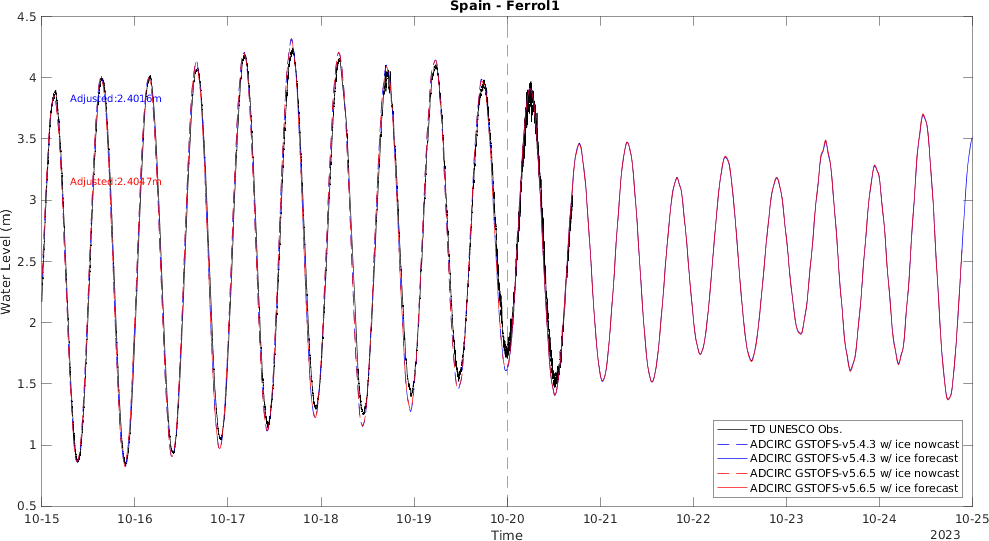 Spain - Ferrol1
Water Level (m)
4.5
4
3.5
3
2.5
2
1.5
1
0.5
Adjusted:2.4016m
Adjusted:2.4047m
TD UNESCO Obs.
ADCIRC GSTOFS-v5.4.3 w/ ice nowcast
ADCIRC GSTOFS-v5.4.3 w/ ice forecast
ADCIRC GSTOFS-v5.6.5 w/ ice nowcast
ADCIRC GSTOFS-v5.6.5 w/ ice forecast
10-15 10-16 10-17 10-18 10-19 10-20 10-21 10-22 10-23 10-24 10-25
Time
2023